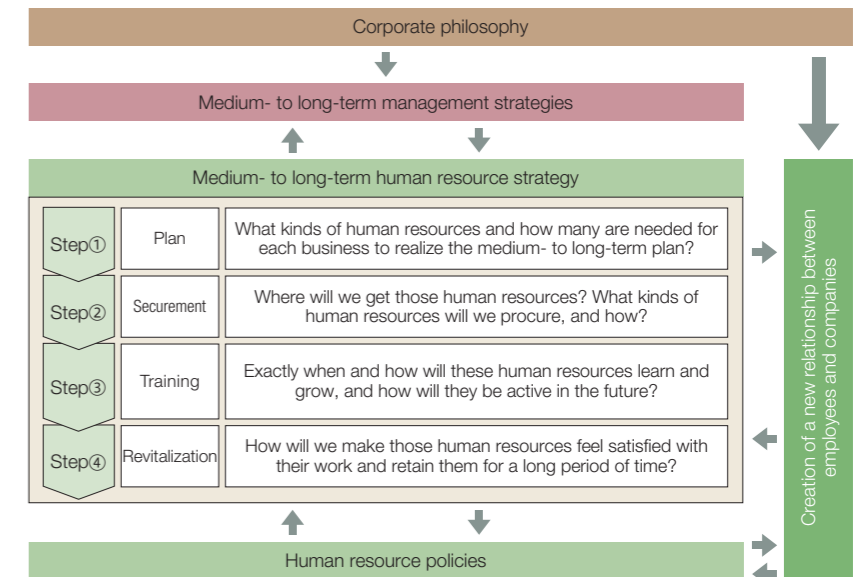 Corporate philosophy
Medium- to long-term management strategies
Medium- to long-term human resource strategy
Step①
Plan
What kinds of human resources and how many are needed for
each business to realize the medium- to long-term plan?
Step②
Securement
Where will we get those human resources? What kinds of
human resources will we procure, and how?
Step③
Training
Exactly when and how will these human resources learn and
grow, and how will they be active in the future?
Step④
Revitalization
How will we make those human resources feel satisfied with
their work and retain them for a long period of time?
Human resource policies
Creation of a new relationship between
employees and companies